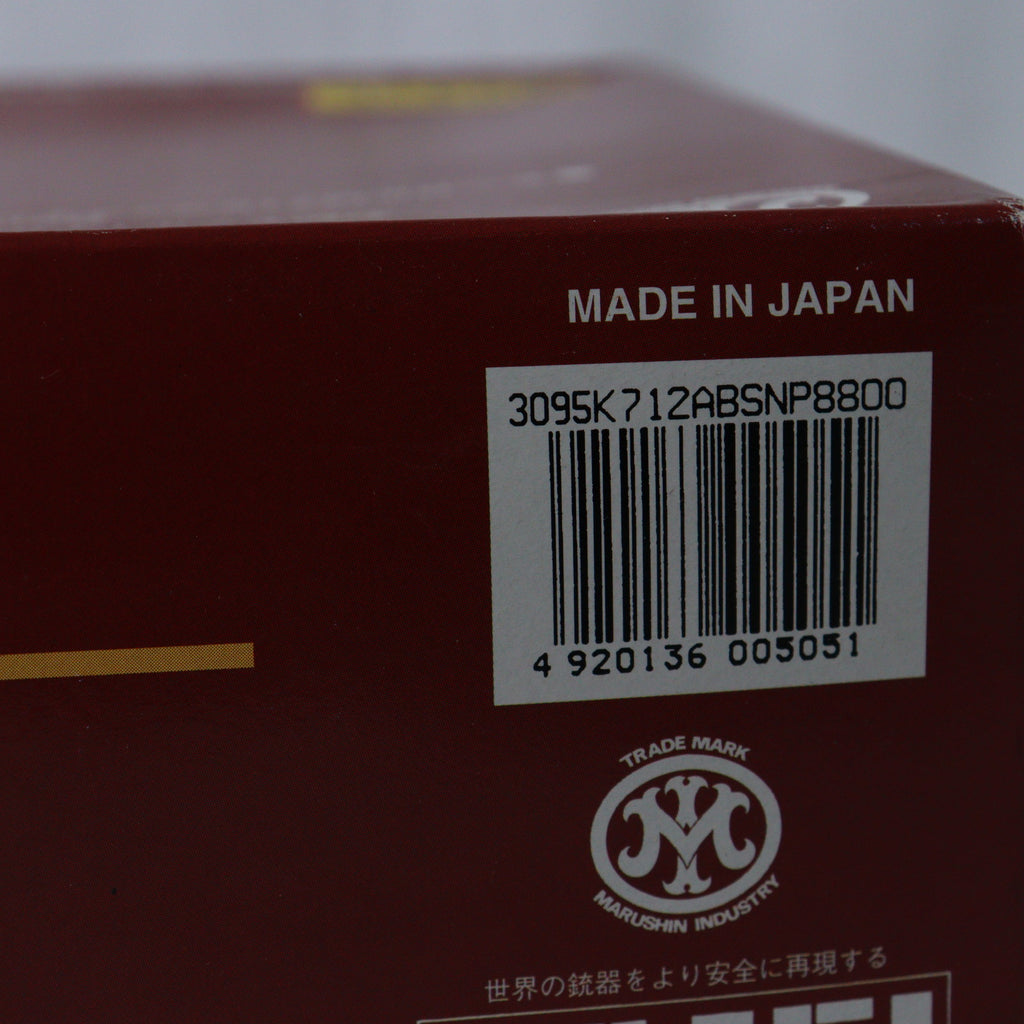 MADE IN JAPAN
3095K712ABSNP8800
4 920136 005051
TRADE MARK
MARUSHIN INDUSTRY
世界の銃器をより安全に再現する